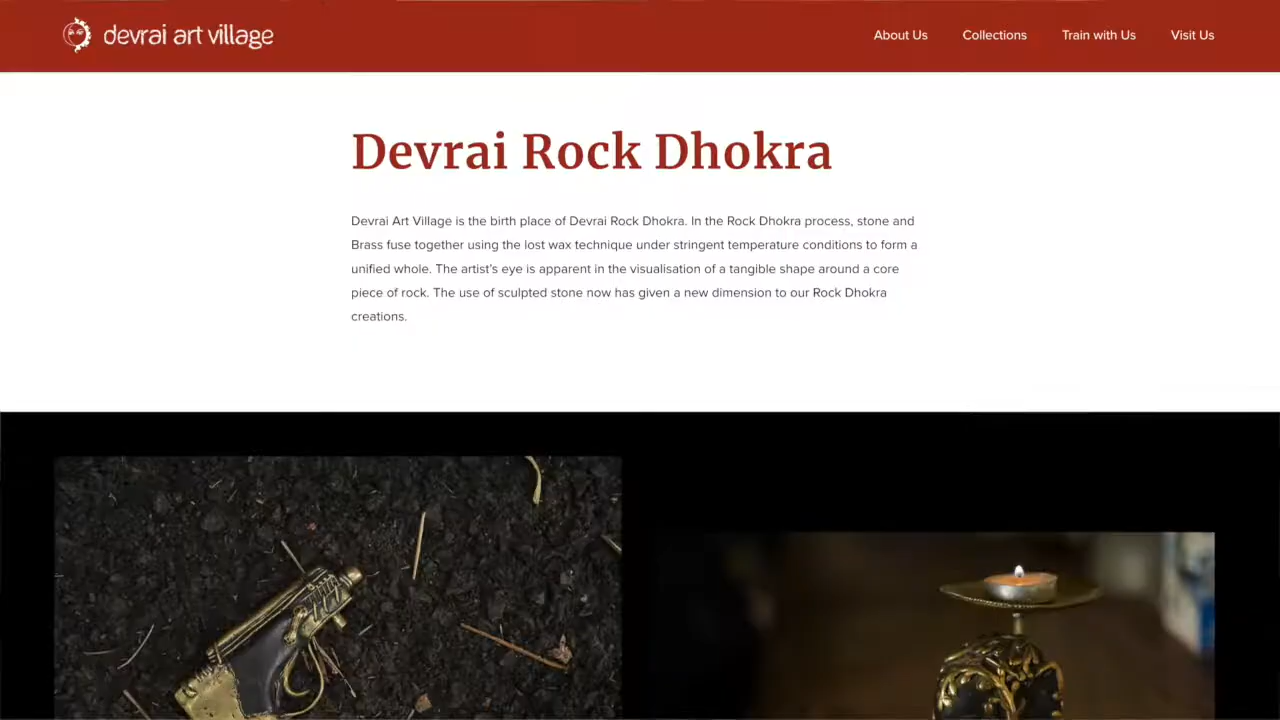 devrai art village
About Us
Collections
Train with Us
Visit Us
Devrai Rock Dhokra
Devrai Art Village is the birth place of Devrai Rock Dhokra. In the Rock Dhokra process, stone and
Brass fuse together using the lost wax technique under stringent temperature conditions to form a
unified whole. The artist's eye is apparent in the visualisation of a tangible shape around a core
piece of rock. The use of sculpted stone now has given a new dimension to our Rock Dhokra
creations.